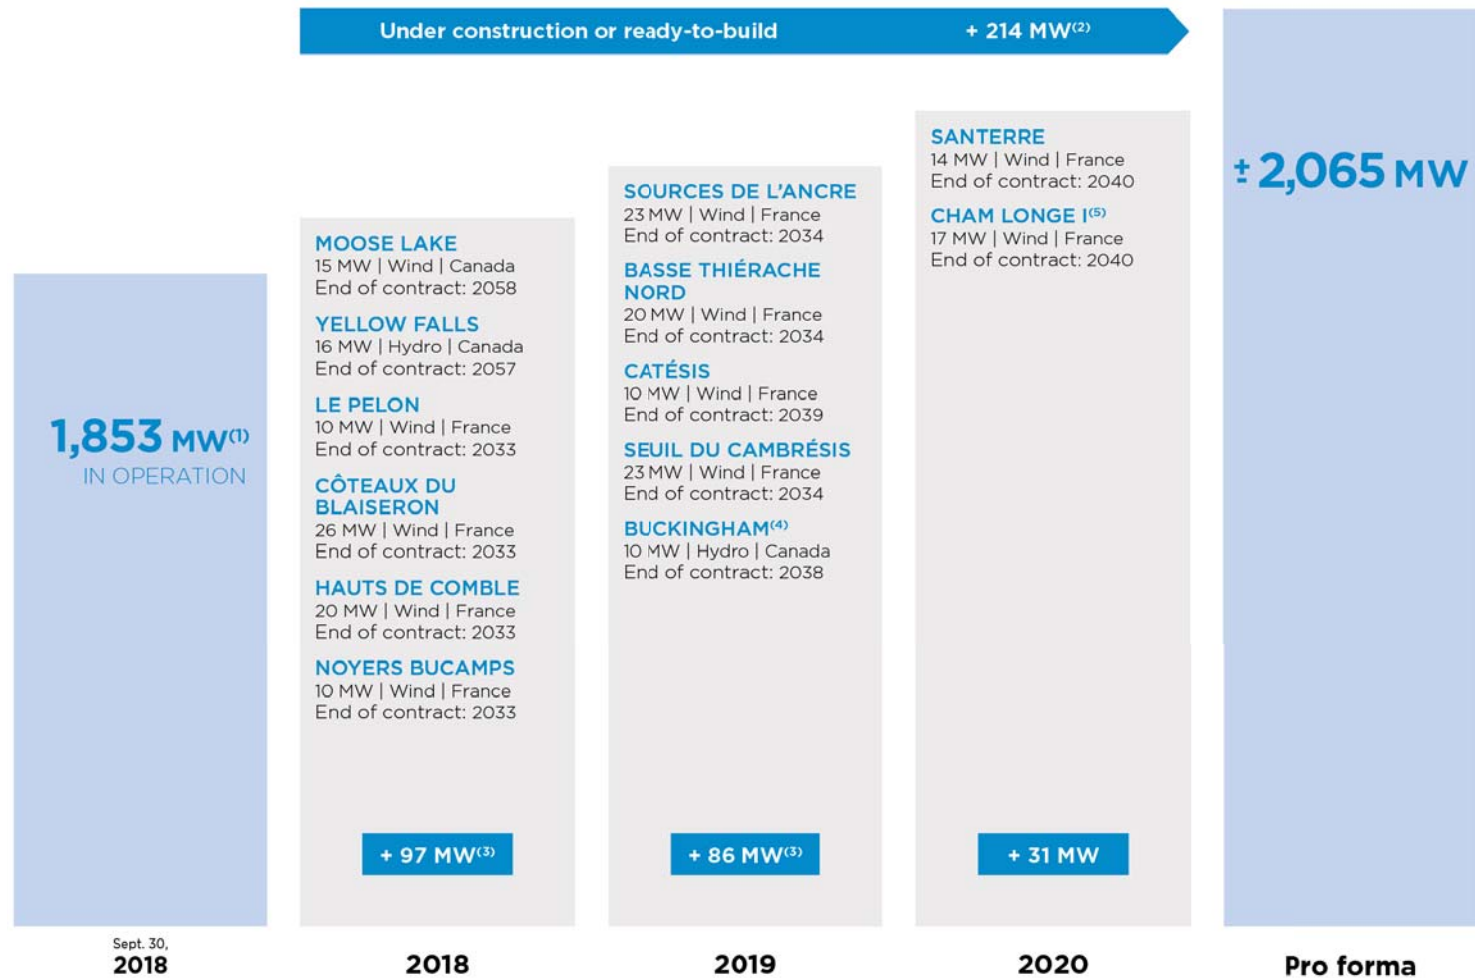 Under construction or ready-to-build + 214 MW(2)
1,853 MW(1)
IN OPERATION
Sept. 30,
2018
MOOSE LAKE
15 MW | Wind | Canada
End of contract: 2058
YELLOW FALLS
16 MW | Hydro | Canada
End of contract: 2057
LE PELON
10 MW | Wind | France
End of contract: 2033
CÔTEAUX DU
BLAISERON
26 MW | Wind | France
End of contract: 2033
HAUTS DE COMBLE
20 MW | Wind | France
End of contract: 2033
NOYERS BUCAMPS
10 MW | Wind | France
End of contract: 2033
+ 97 MW(3)
2018
SOURCES DE L'ANCRE
23 MW | Wind | France
End of contract: 2034
BASSE THIÉRACHE
NORD
20 MW | Wind | France
End of contract: 2034
CATÉSIS
10 MW | Wind | France
End of contract: 2039
SEUIL DU CAMBRÉSIS
23 MW | Wind | France
End of contract: 2034
BUCKINGHAM(4)
10 MW | Hydro | Canada
End of contract: 2038
+ 86 MW(3)
2019
SANTERRE
14 MW | Wind | France
End of contract: 2040
CHAM LONGE I(5)
17 MW | Wind | France
End of contract: 2040
+ 31 MW
2020
± 2,065 MW
Pro forma